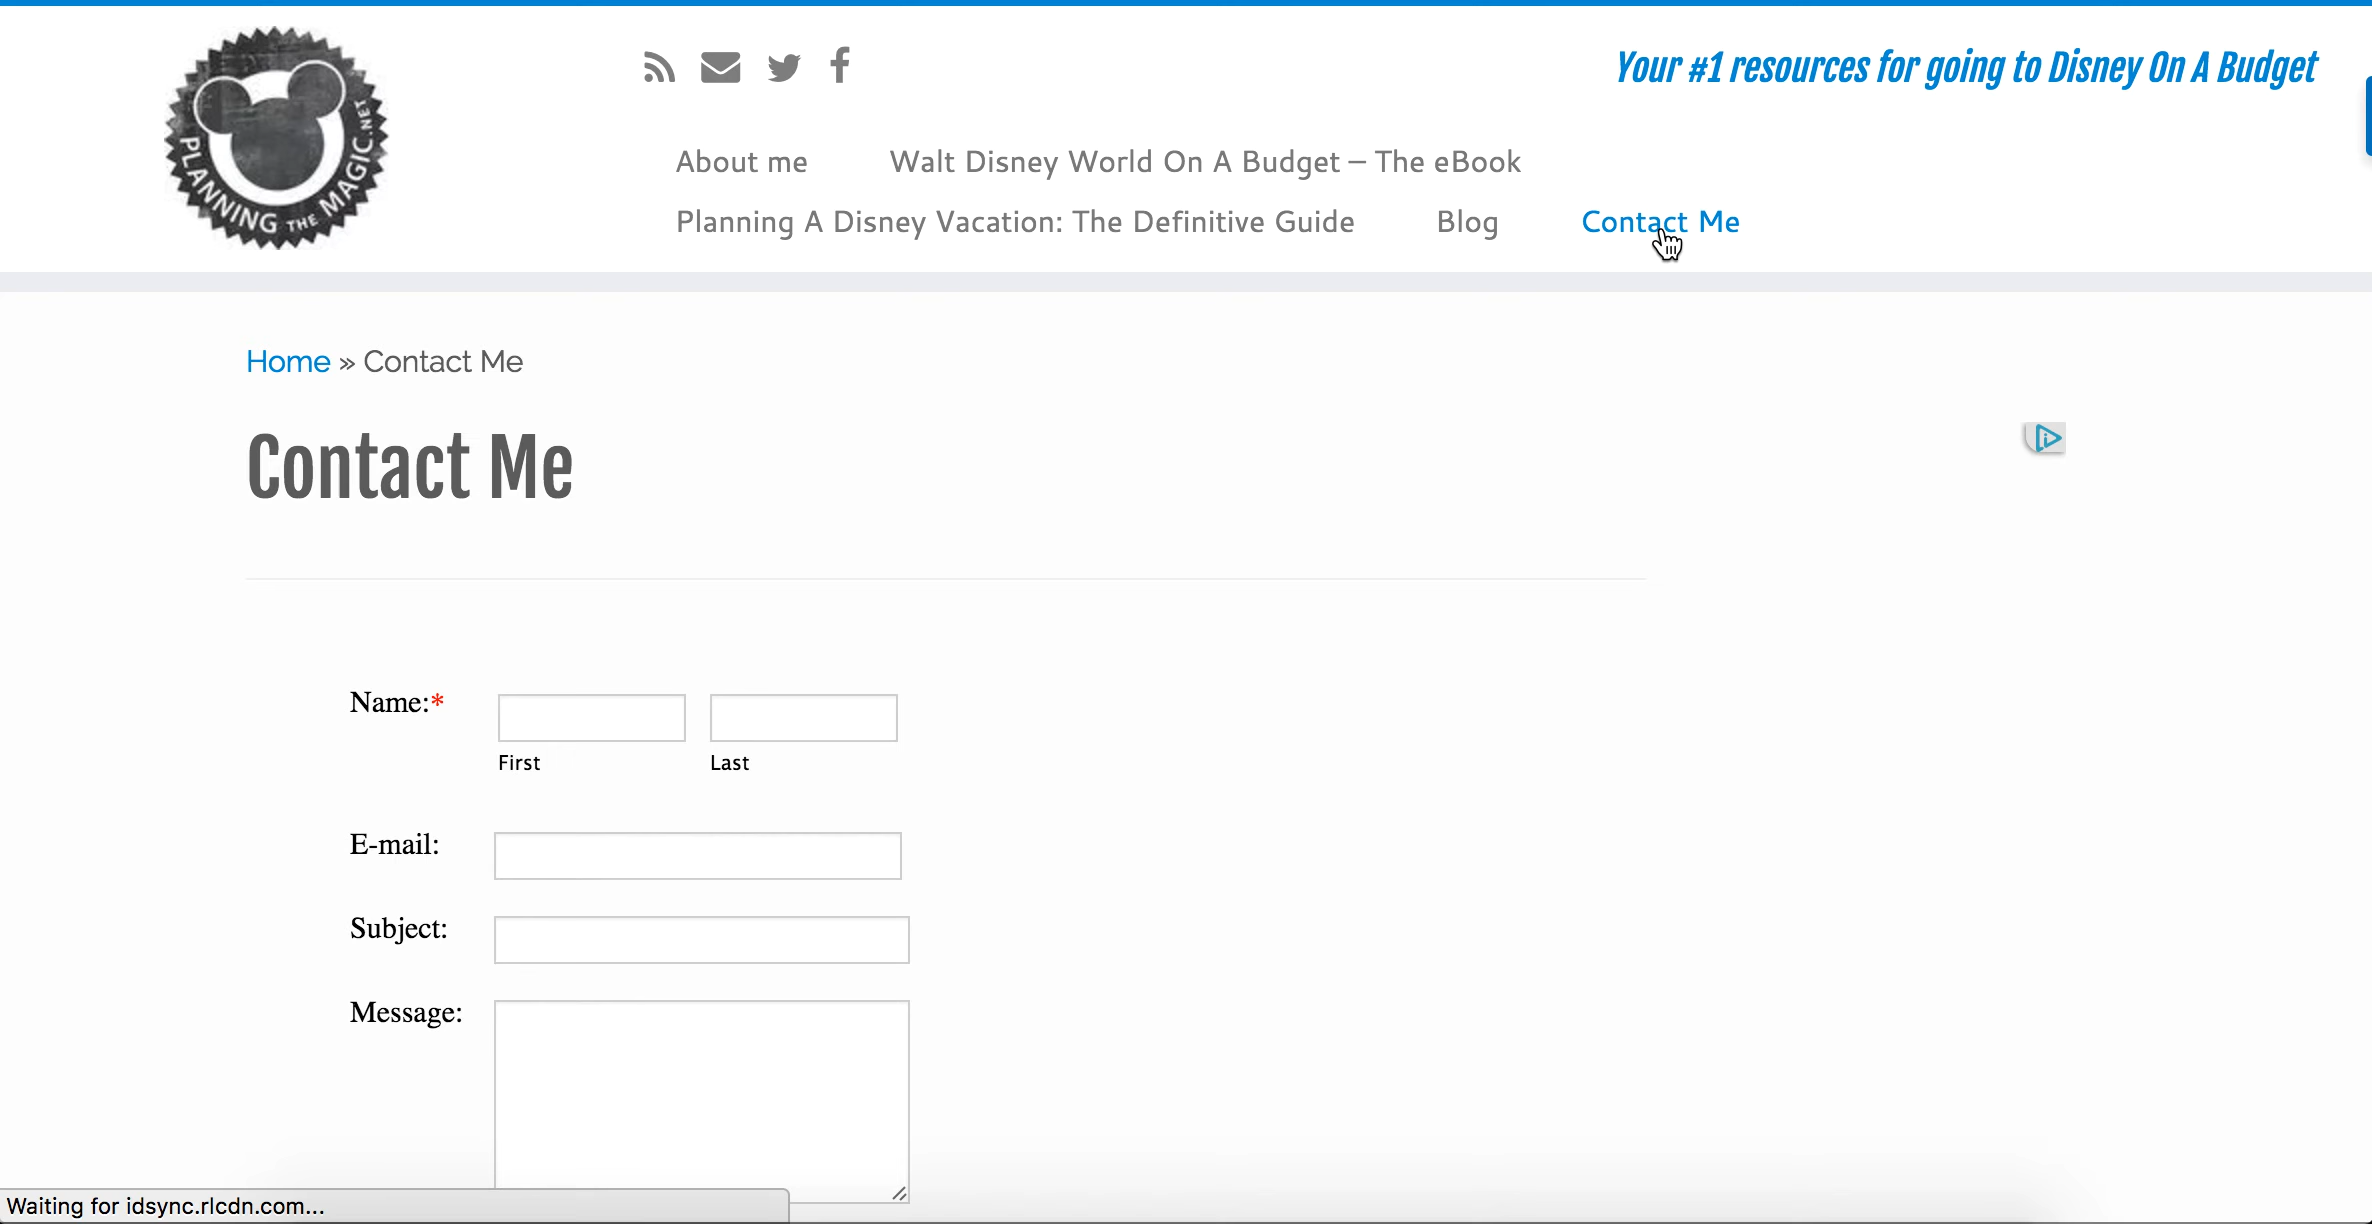 PLANNING THE MAGIC.NET
Your #1 resources for going to Disney On A Budget
About me
Walt Disney World On A Budget – The eBook
Planning A Disney Vacation: The Definitive Guide
Blog
Contact Me
Home » Contact Me
Contact Me
Name:*
First
Last
E-mail:
Subject:
Message:
Waiting for idsync.rlcdn.com...